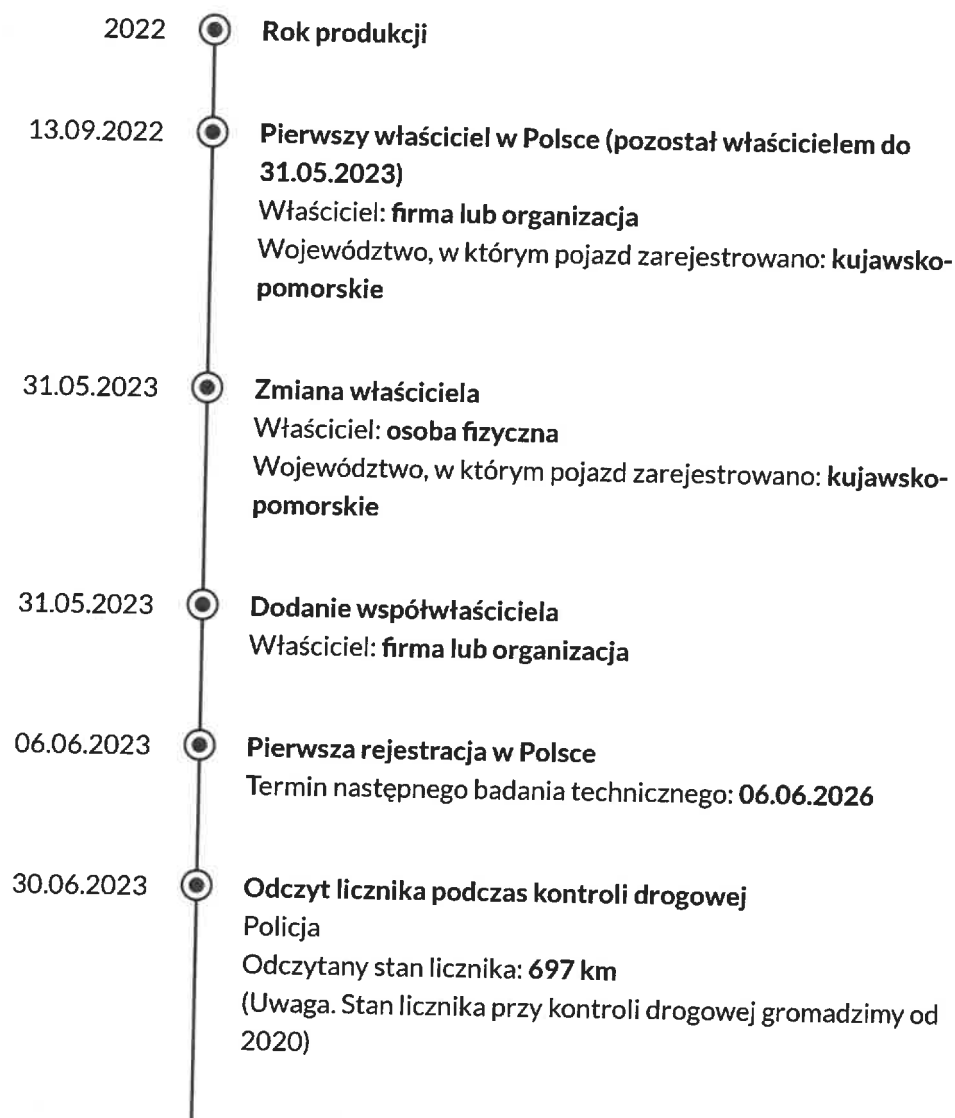 2022 Rok produkcji
13.09.2022 Pierwszy właściciel w Polsce (pozostał właścicielem do
31.05.2023)
Właściciel: firma lub organizacja
Województwo, w którym pojazd zarejestrowano: kujawsko-
pomorskie
31.05.2023 Zmiana właściciela
Właściciel: osoba fizyczna
Województwo, w którym pojazd zarejestrowano: kujawsko-
pomorskie
31.05.2023 Dodanie współwłaściciela
Właściciel: firma lub organizacja
06.06.2023 Pierwsza rejestracja w Polsce
Termin następnego badania technicznego: 06.06.2026
30.06.2023 Odczyt licznika podczas kontroli drogowej
Policja
Odczytany stan licznika: 697 km
(Uwaga. Stan licznika przy kontroli drogowej gromadzimy od
2020)